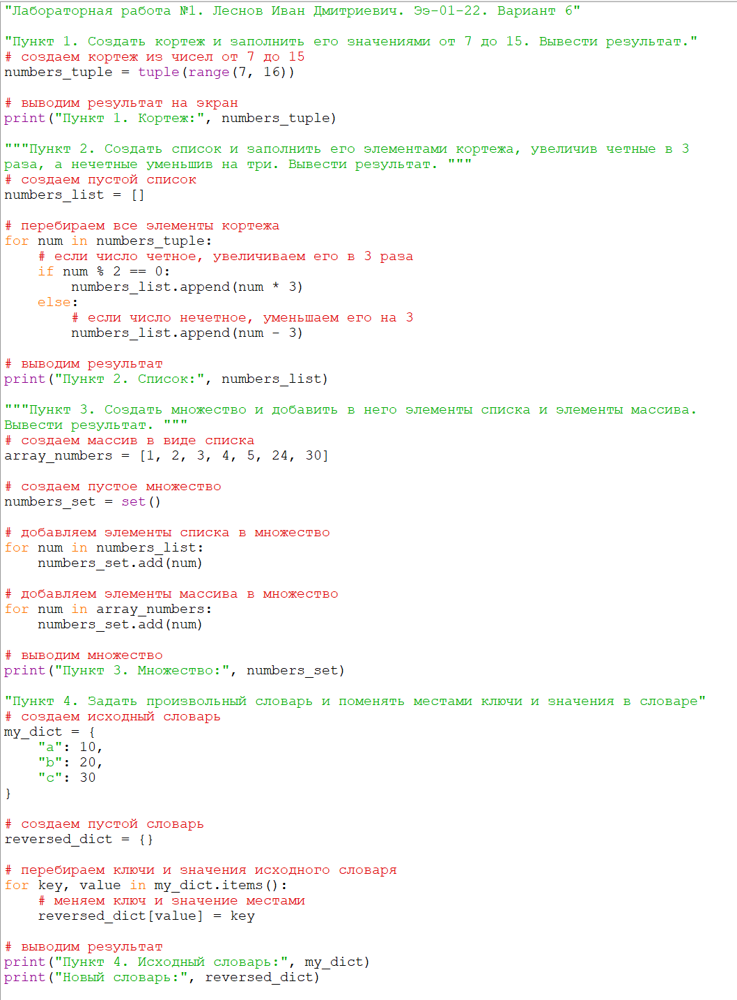 "Лабораторная работа №1. Леснов Иван Дмитриевич. Ээ-01-22. Вариант 6"
"Пункт 1. Создать кортеж и заполнить его значениями от 7 до 15. Вывести результат."
# создаем кортеж из чисел от 7 до 15
numbers_tuple = tuple(range(7, 16))
# выводим результат на экран
print("Пункт 1. Кортеж:", numbers_tuple)
"""Пункт 2. Создать список и заполнить его элементами кортежа, увеличив четные в 3
раза, а нечетные уменьшив на три. Вывести результат. """
# создаем пустой список
numbers_list = []
# перебираем все элементы кортежа
for num in numbers_tuple:
    # если число четное, увеличиваем его в 3 раза
    if num % 2 == 0:
        numbers_list.append(num * 3)
    else:
        # если число нечетное, уменьшаем его на 3
        numbers_list.append(num - 3)
# выводим результат
print("Пункт 2. Список:", numbers_list)
"""Пункт 3. Создать множество и добавить в него элементы списка и элементы массива.
Вывести результат. """
# создаем массив в виде списка
array_numbers = [1, 2, 3, 4, 5, 24, 30]
# создаем пустое множество
numbers_set = set()
# добавляем элементы списка в множество
for num in numbers_list:
    numbers_set.add(num)
# добавляем элементы массива в множество
for num in array_numbers:
    numbers_set.add(num)
# выводим множество
print("Пункт 3. Множество:", numbers_set)
"Пункт 4. Задать произвольный словарь и поменять местами ключи и значения в словаре"
# создаем исходный словарь
my_dict = {
    "a": 10,
    "b": 20,
    "c": 30
}
# создаем пустой словарь
reversed_dict = {}
# перебираем ключи и значения исходного словаря
for key, value in my_dict.items():
    # меняем ключ и значение местами
    reversed_dict[value] = key
# выводим результат
print("Пункт 4. Исходный словарь:", my_dict)
print("Новый словарь:", reversed_dict)